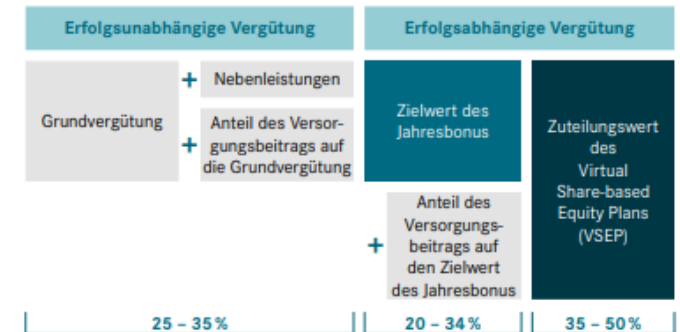 Erfolgsunabhängige Vergütung
Erfolgsabhängige Vergütung
Grundvergütung
+ Nebenleistungen
+ Anteil des Versor-
gungsbeitrags auf
die Grundvergütung
Zielwert des
Jahresbonus
+ Anteil des
Versorgungs-
beitrags auf
den Zielwert
des Jahresbonus
Zuteilungswert
des
Virtual
Share-based
Equity Plans
(VSEP)
25 – 35 %
20 – 34 %
35 – 50 %